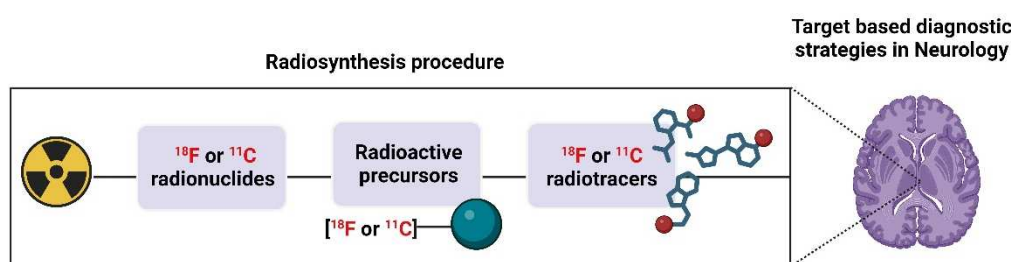 Target based diagnostic
strategies in Neurology
Radiosynthesis procedure
¹⁸F or ¹¹C
radionuclides
Radioactive
precursors
[¹⁸F or ¹¹C]
¹⁸F or ¹¹C
radiotracers